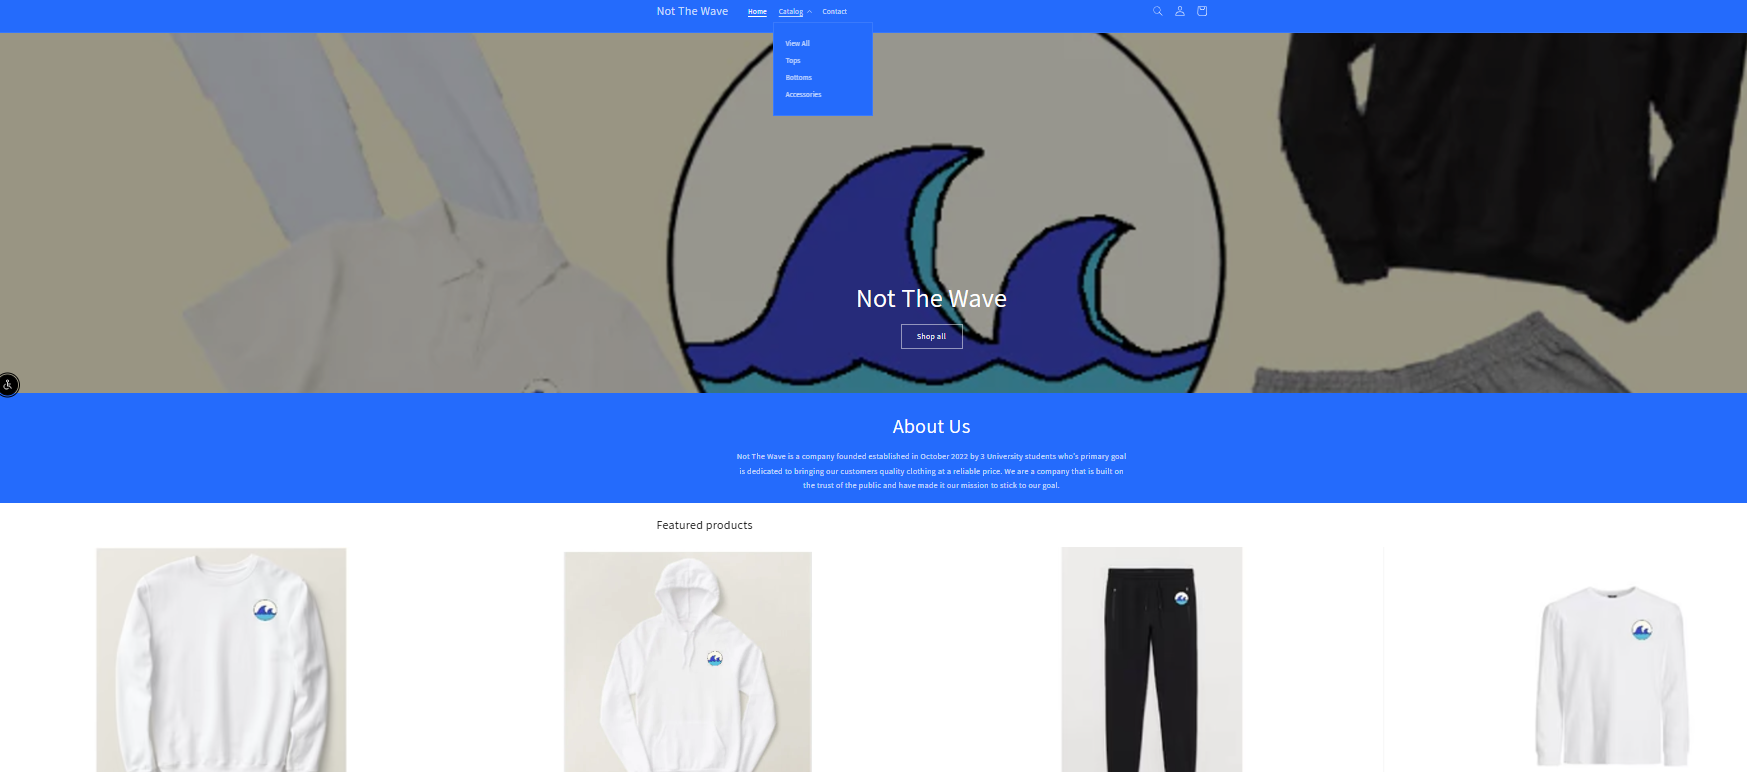 Not The Wave
Home
Catalog
Contact
View All
Tops
Bottoms
Accessories
Not The Wave
Shop all
About Us
Not The Wave is a company founded established in October 2022 by 3 University students who's primary goal
is dedicated to bringing our customers quality clothing at a reliable price. We are a company that is built on
the trust of the public and have made it our mission to stick to our goal.
Featured products